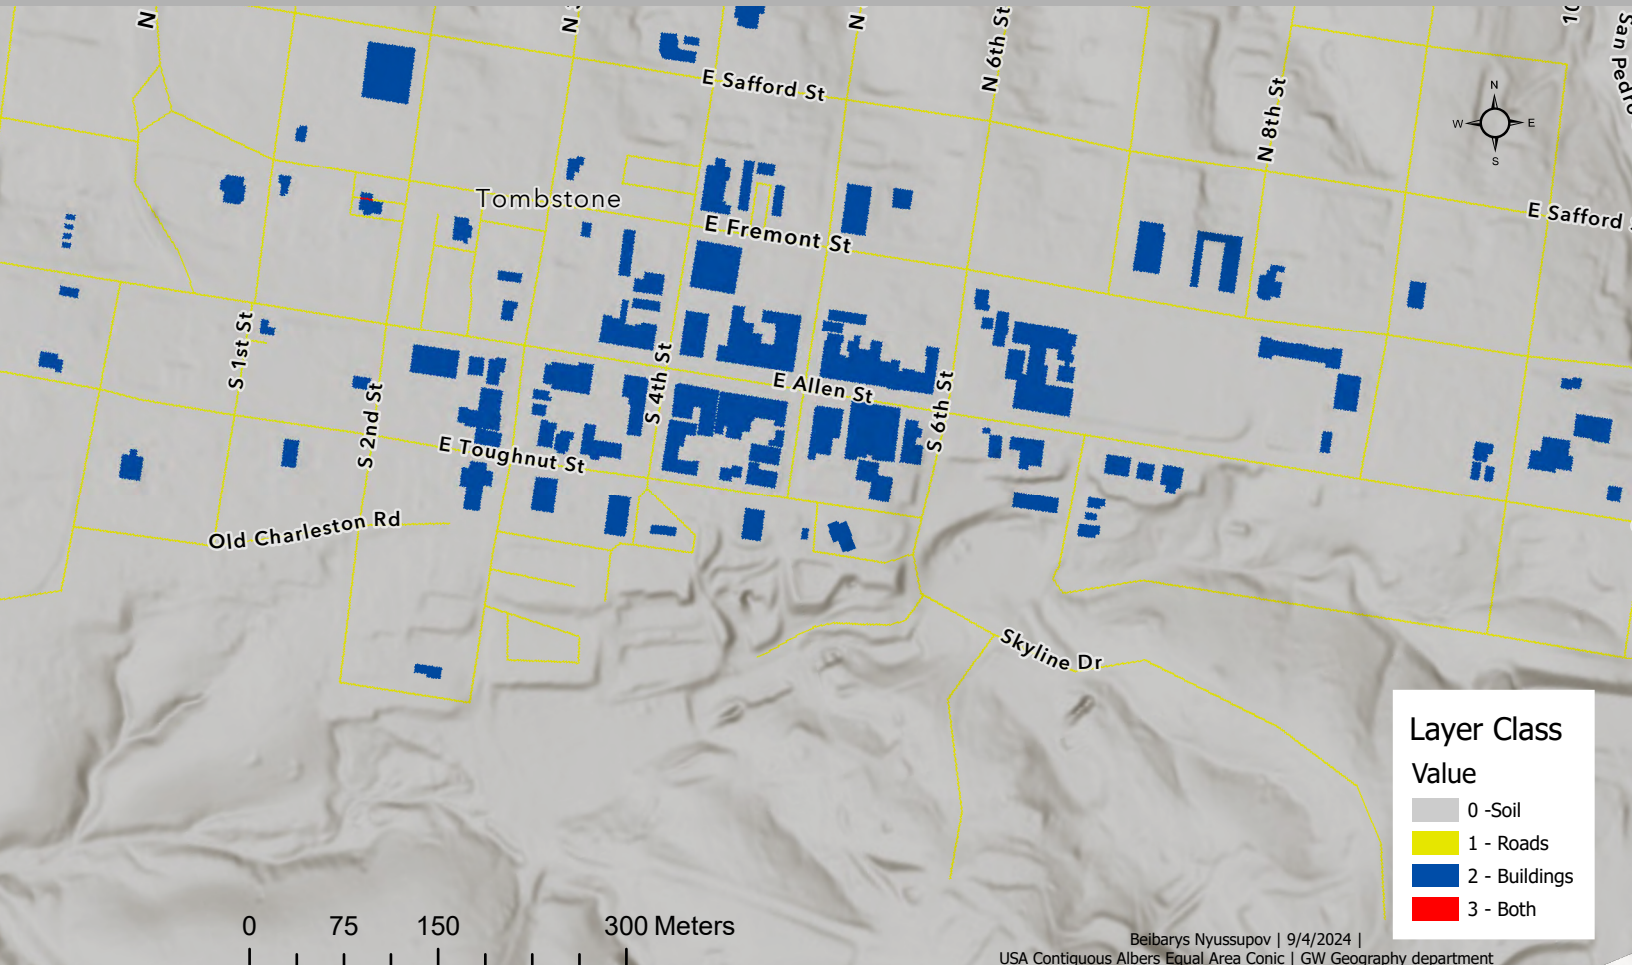 N
N
N
N 6th St
10
San Pedro
E Safford St
N 8th St
N
W E
S
Tombstone
E Safford
E Fremont St
S 1st St
S 2nd St
S 4th St
E Allen St
S 6th St
E Toughnut St
Old Charleston Rd
Skyline Dr
Layer Class
Value
0 -Soil
1 - Roads
2 - Buildings
3 - Both
0 75 150 300 Meters
Beibarys Nyussupov | 9/4/2024 |
USA Contiguous Albers Equal Area Conic | GW Geography department